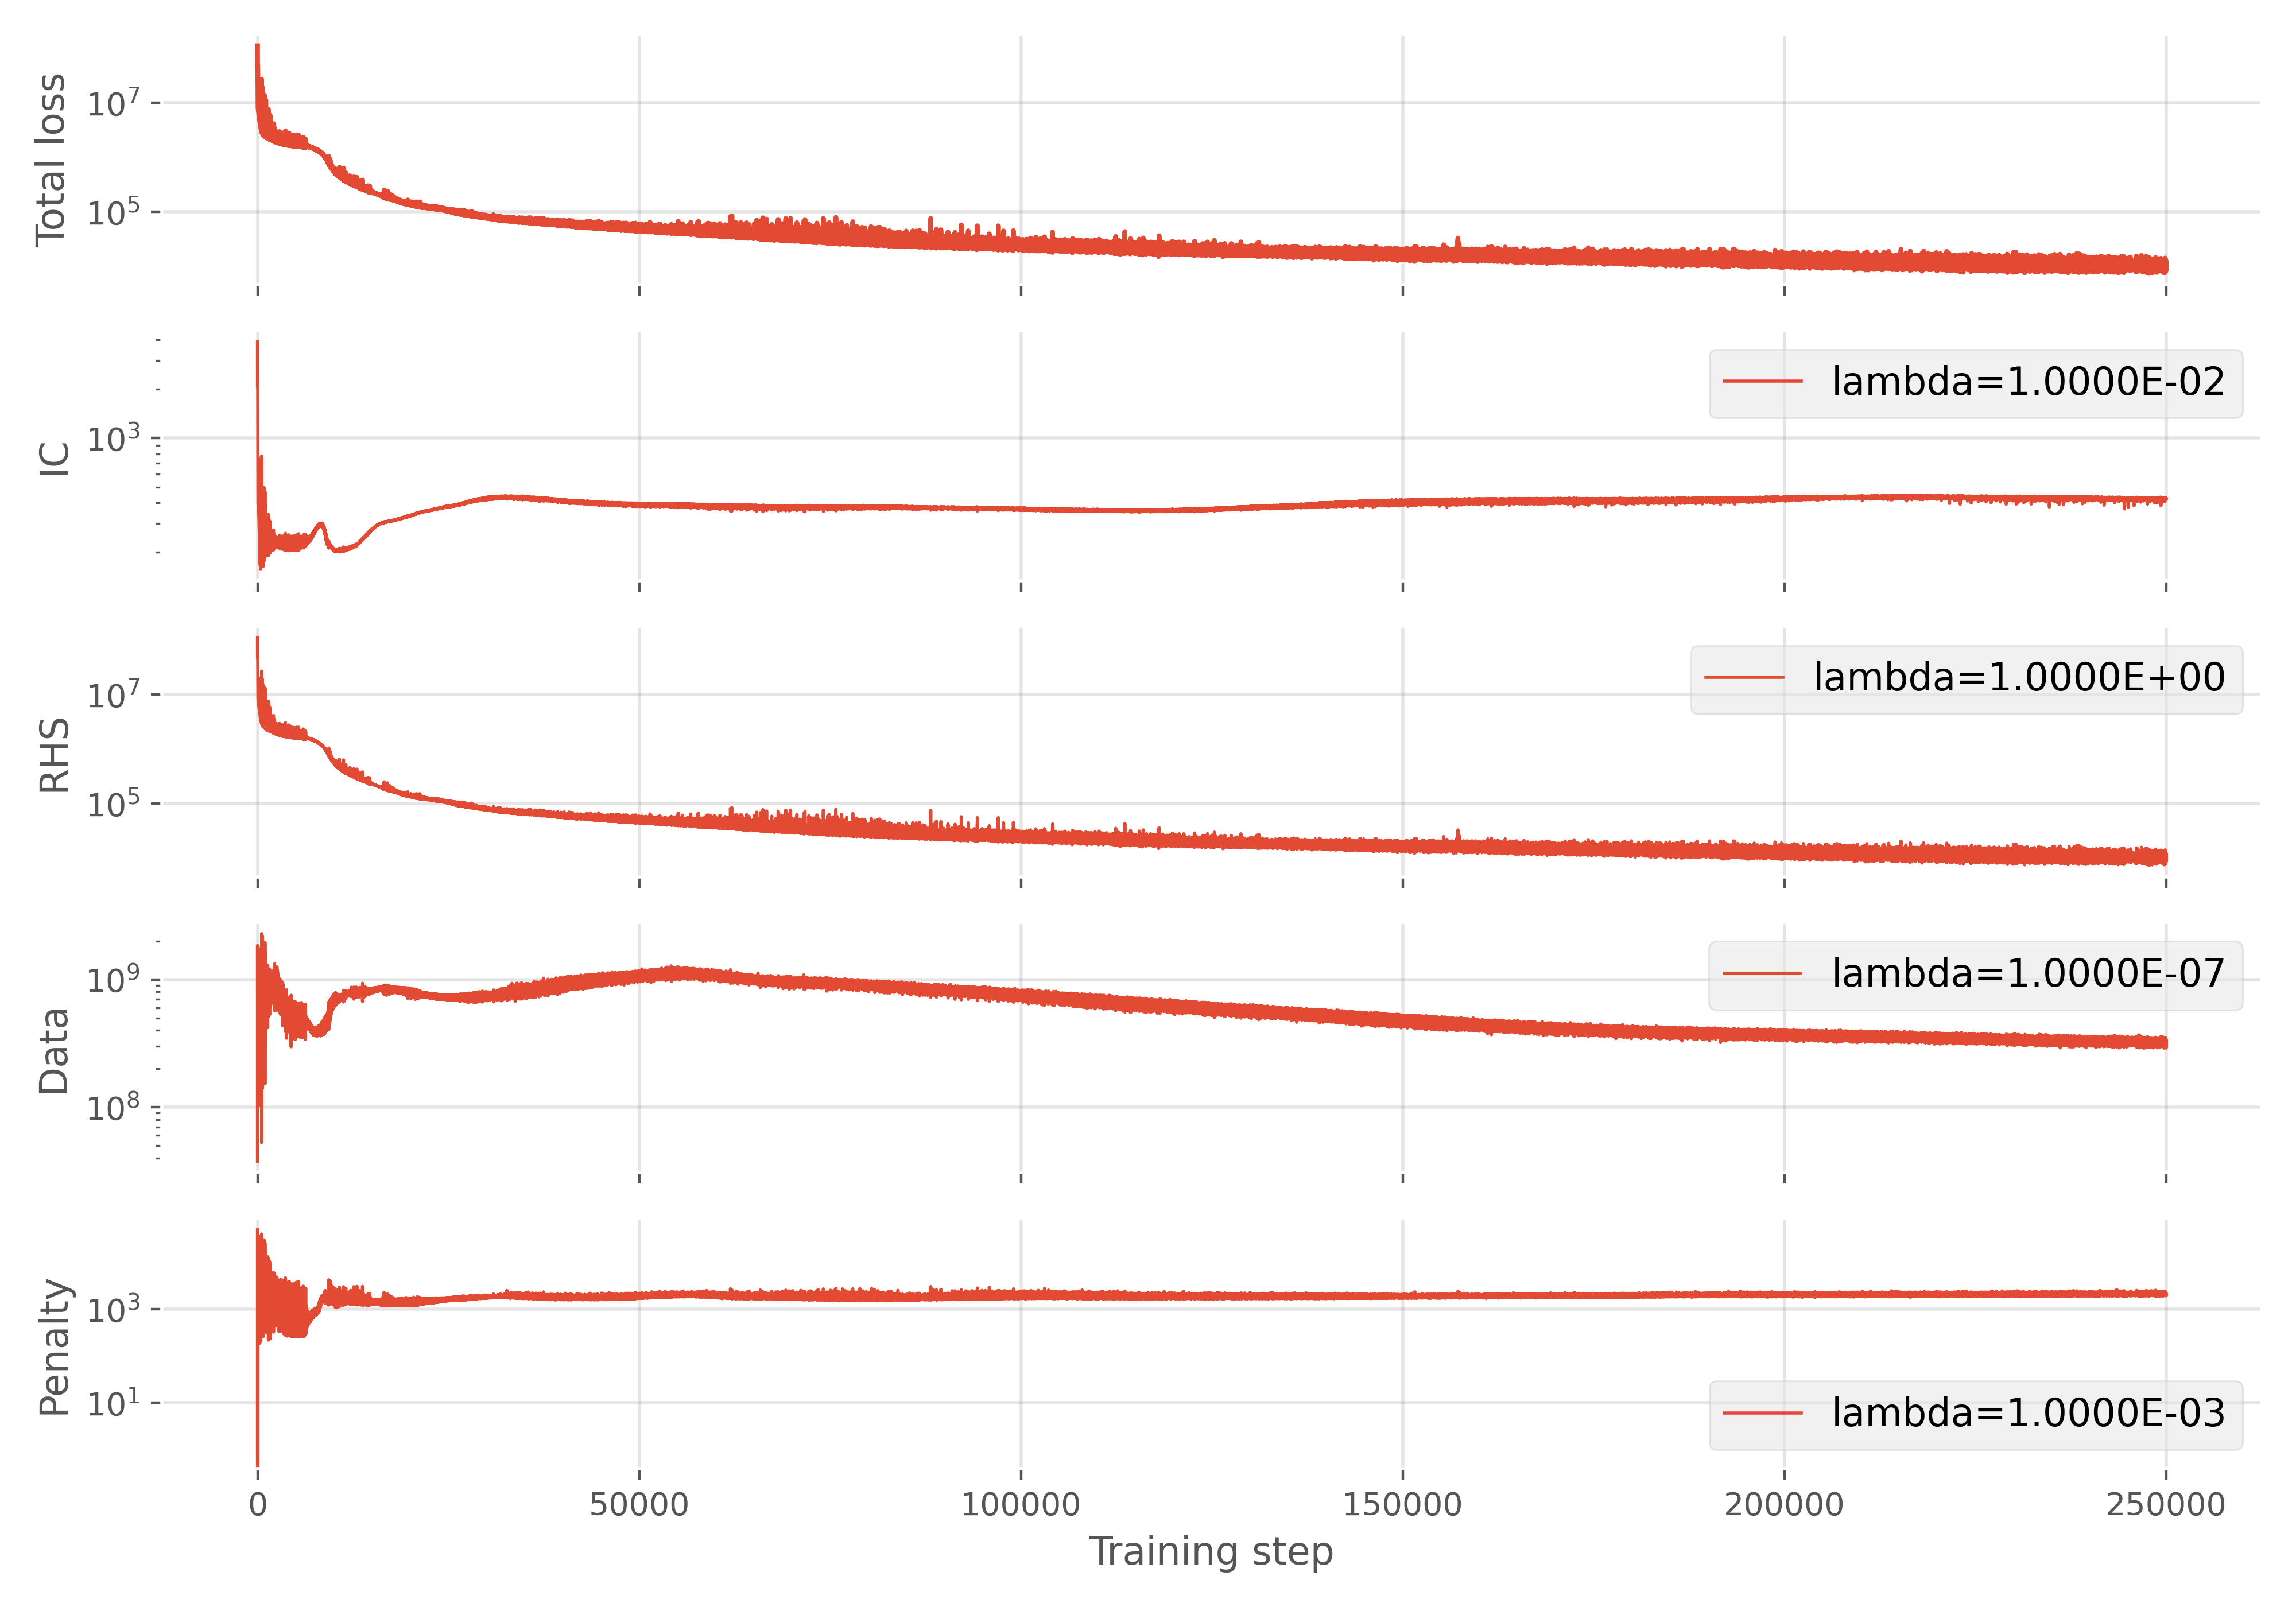 Total loss
10^7
10^5
IC
10^3
lambda=1.0000E-02
RHS
10^7
10^5
lambda=1.0000E+00
Data
10^9
10^8
lambda=1.0000E-07
Penalty
10^3
10^1
lambda=1.0000E-03
0 50000 100000 150000 200000 250000
Training step